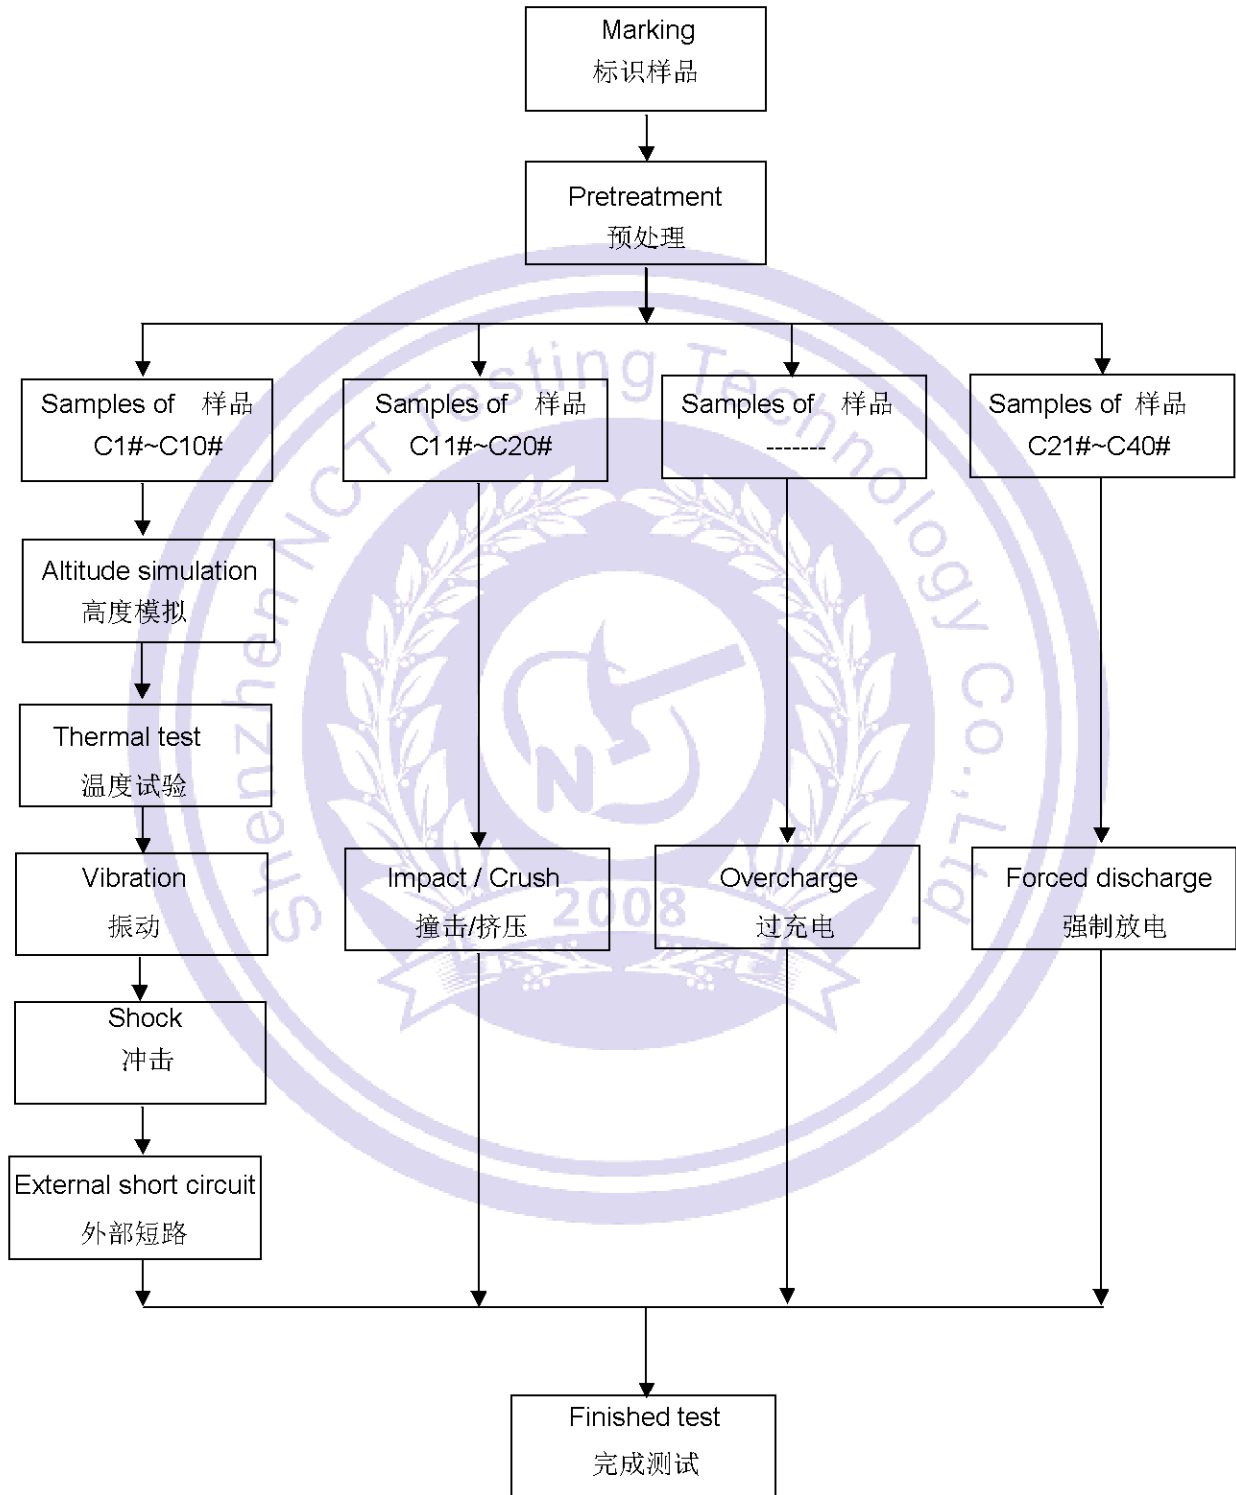 Marking
标识样品
Pretreatment
预处理
Samples of 样品
C1#~C10#
Samples of 样品
C11#~C20#
Samples of 样品
-------
Samples of 样品
C21#~C40#
Altitude simulation
高度模拟
Thermal test
温度试验
Vibration
振动
Impact / Crush
撞击/挤压
Overcharge
过充电
Forced discharge
强制放电
Shock
冲击
External short circuit
外部短路
Finished test
完成测试
Shenzhen NCT Testing Technology Co.,Ltd.
N
2008